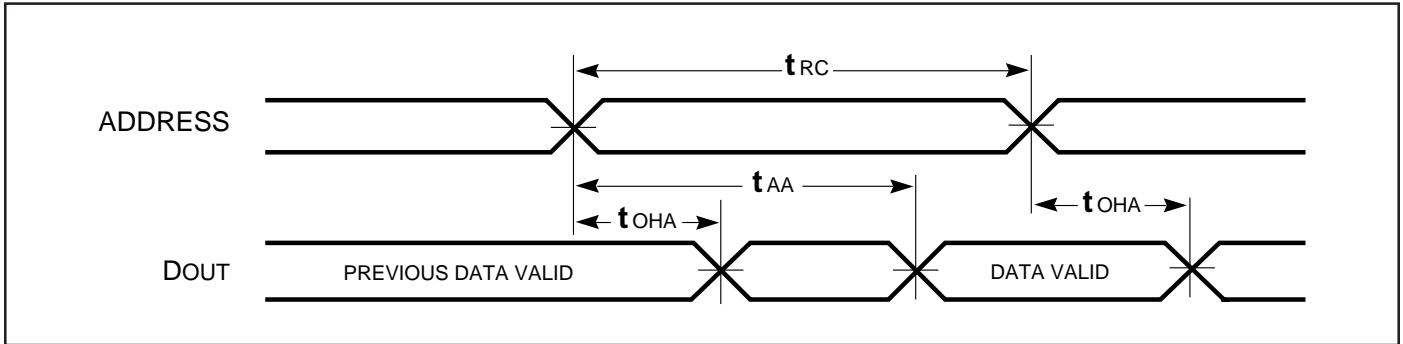 tRC
ADDRESS
tAA
tOHA
tOHA
DOUT
PREVIOUS DATA VALID
DATA VALID